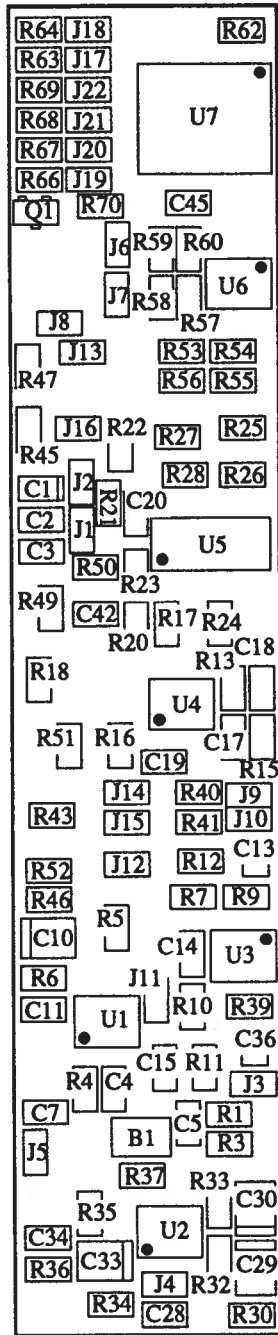 R64 J18 R62
R63 J17
R69 J22
R68 J21 U7
R67 J20
R66 J19
Q1 R70 C45
J6 R59 R60
J7 R58 R57 U6
J8
J13 R53 R54
R47 R56 R55
J16 R22 R27 R25
R45
C1 J2 R21 C20 R28 R26
C2 J1
C3 U5
R50 R23
R49 C42 R20 R17 R24
R18 R13 C18
U4
R51 R16 C17
C19 R15
J14 R40 J9
R43 J15 R41 J10
C13
R52 J12 R12
R46 R7 R9
C10 R5 C14 U3
R6 J11
C11 U1 R10 R39
C36
C15 R11
R4 C4 J3
C7 C5 R1
J5 B1 R3
R37
R33 C30
R35
C34 U2
R36 C33 C29
J4 R32
R34 C28 R30